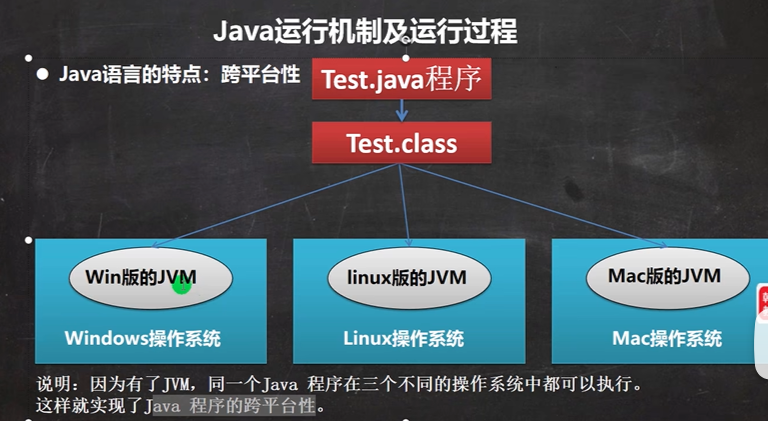 Java运行机制及运行过程
● Java语言的特点：跨平台性
Test.java程序
Test.class
Win版的JVM
linux版的JVM
Mac版的JVM
Windows操作系统
Linux操作系统
Mac操作系统
说明：因为有了JVM，同一个Java 程序在三个不同的操作系统中都可以执行。
这样就实现了Java 程序的跨平台性。